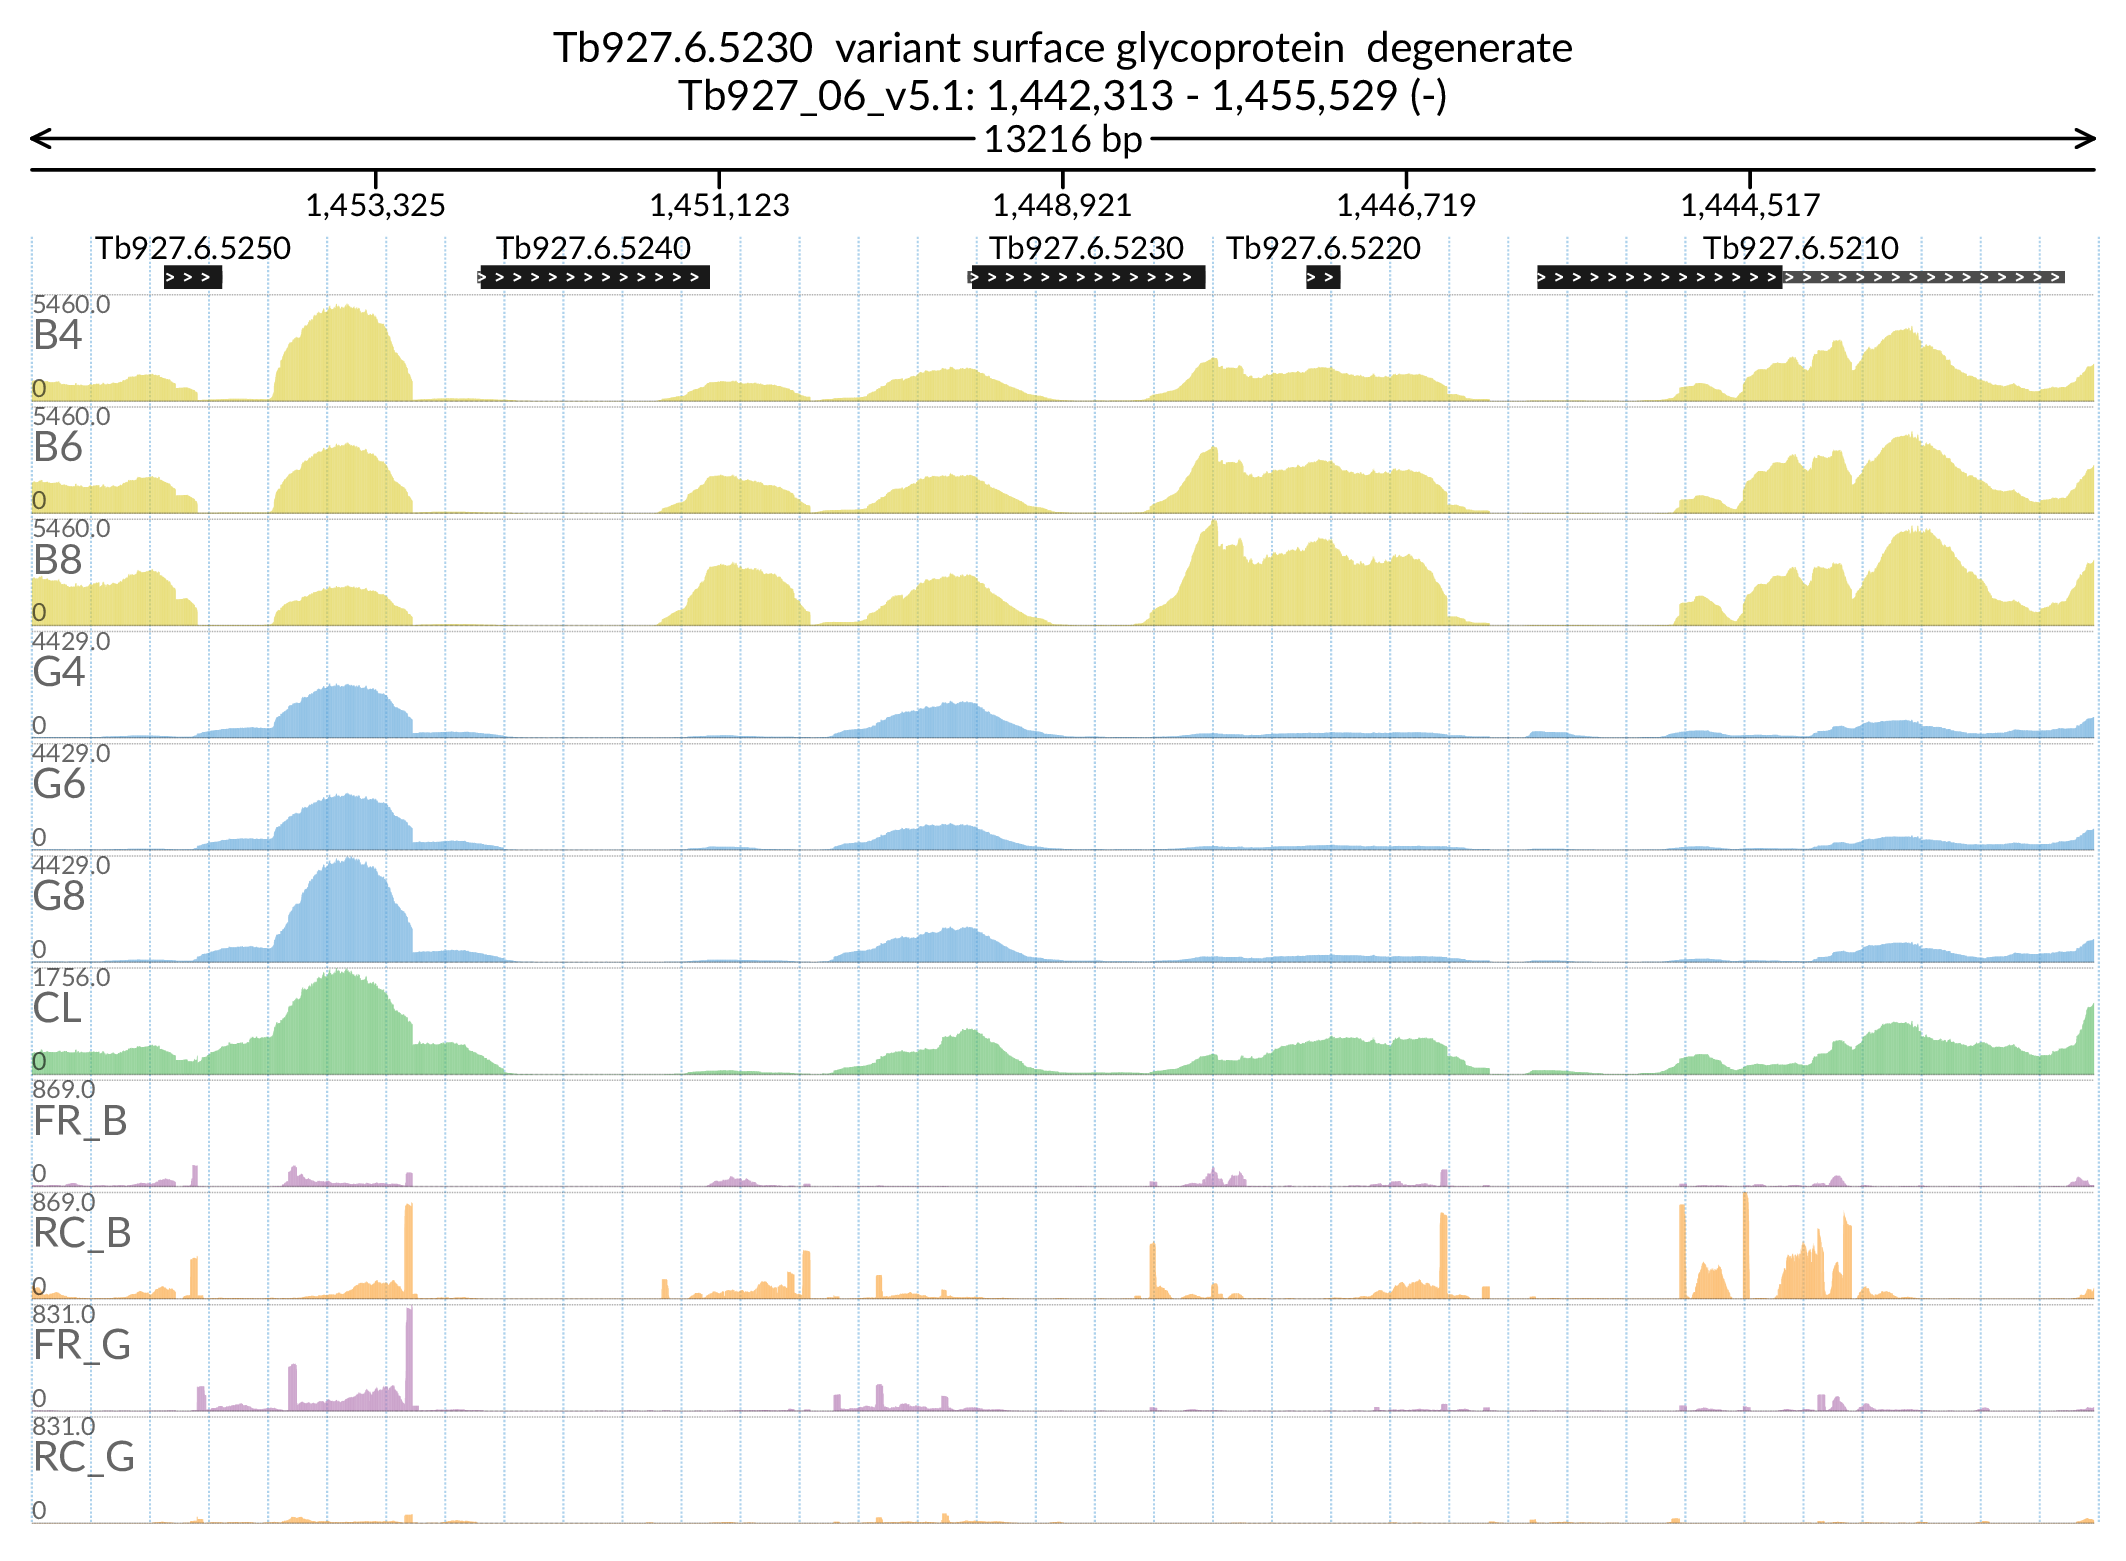 Tb927.6.5230 variant surface glycoprotein degenerate
Tb927_06_v5.1: 1,442,313 - 1,455,529 (-)
13216 bp
1,453,325 1,451,123 1,448,921 1,446,719 1,444,517
Tb927.6.5250 Tb927.6.5240 Tb927.6.5230 Tb927.6.5220 Tb927.6.5210
5460.0
B4
0
5460.0
B6
0
5460.0
B8
0
4429.0
G4
0
4429.0
G6
0
4429.0
G8
0
1756.0
CL
0
869.0
FR_B
0
869.0
RC_B
0
831.0
FR_G
0
831.0
RC_G
0